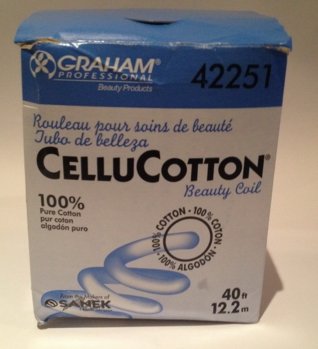 GRAHAM®
PROFESSIONAL
Beauty Products
42251
Rouleau pour soins de beauté
Tubo de belleza
CELLUCOTTON®
Beauty Coil
100%
Pure Cotton
pur coton
algodón puro
100% COTTON · 100% COTON · 100% ALGODÓN ·
From the Makers of
SANEK
40 ft
12.2 m